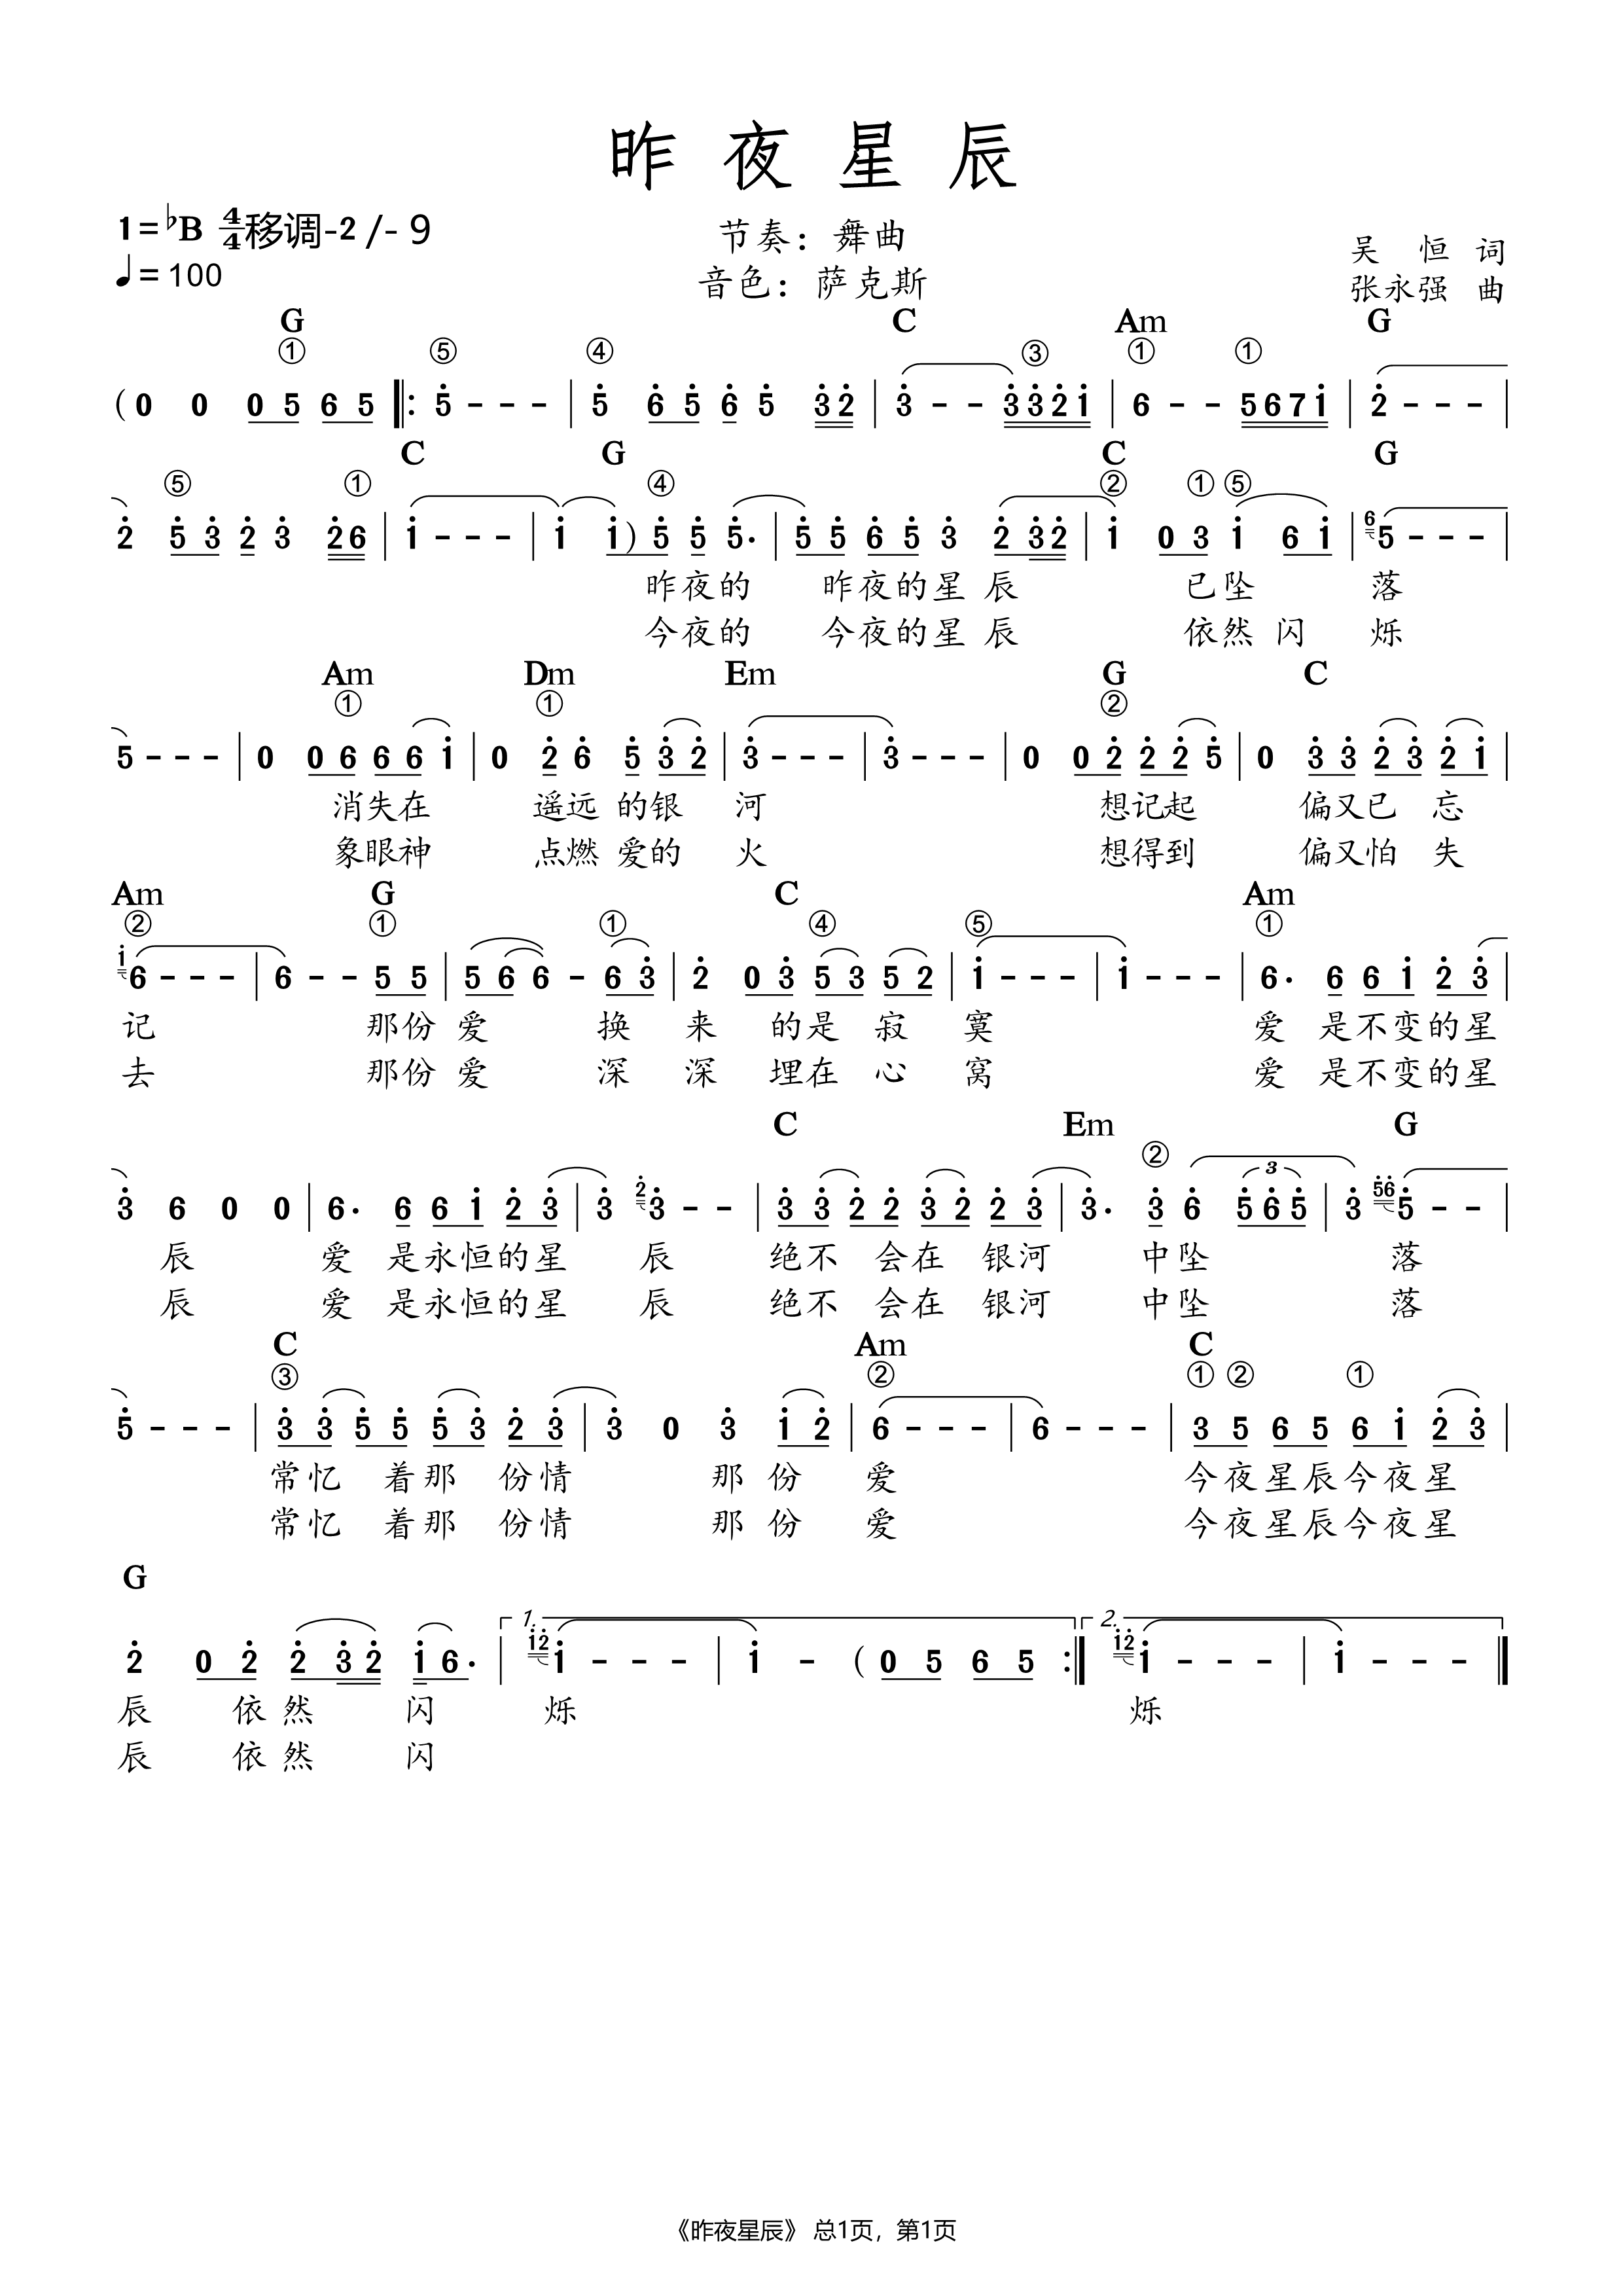 昨夜星辰
1=♭B 4/4 移调-2 /- 9
节奏：舞曲
吴 恒 词
♩= 100
音色：萨克斯
张永强 曲
G C Am G
① ⑤ ④ ③ ① ①
(0 0 0 5 6 5 |: 5 - - - | 5 6 5 6 5 3 2 | 3 - - 3 3 2 1 | 6 - - 5 6 7 1 | 2 - - - |
C G C G
⑤ ① ④ ② ① ⑤
2 5 3 2 3 2 6 | 1 - - - | 1 1) 5 5 5. | 5 5 6 5 3 2 3 2 | 1 0 3 1 6 1 | 6 5 - - - |
昨夜的 昨夜的星 辰 已坠 落
今夜的 今夜的星 辰 依然 闪 烁
Am Dm Em G C
① ① ②
5 - - - | 0 0 6 6 6 1 | 0 2 6 5 3 2 | 3 - - - | 3 - - - | 0 0 2 2 2 5 | 0 3 3 2 3 2 1 |
消失在 遥远 的银 河 想记起 偏又已 忘
象眼神 点燃 爱的 火 想得到 偏又怕 失
Am G C Am
② ① ① ④ ⑤ ①
1 6 - - - | 6 - - 5 5 | 5 6 6 - 6 3 | 2 0 3 5 3 5 2 | 1 - - - | 1 - - - | 6. 6 6 1 2 3 |
记 那份 爱 换 来 的是 寂 寞 爱 是不变的星
去 那份 爱 深 深 埋在 心 窝 爱 是不变的星
C Em G
②
3 6 0 0 | 6. 6 6 1 2 3 | 3 2 3 - - | 3 3 2 2 3 2 2 3 | 3. 3 6 3 5 6 5 | 3 56 5 - - |
辰 爱 是永恒的星 辰 绝不 会在 银河 中坠 落
辰 爱 是永恒的星 辰 绝不 会在 银河 中坠 落
C Am C
③ ② ① ② ①
5 - - - | 3 3 5 5 5 3 2 3 | 3 0 3 1 2 | 6 - - - | 6 - - - | 3 5 6 5 6 1 2 3 |
常忆 着那 份情 那 份 爱 今夜星辰今夜星
常忆 着那 份情 那 份 爱 今夜星辰今夜星
G
1. 2.
2 0 2 2 3 2 1 6. | 12 1 - - - | 1 - (0 5 6 5 :| 12 1 - - - | 1 - - - ||
辰 依然 闪 烁 烁
辰 依然 闪
《昨夜星辰》 总1页，第1页